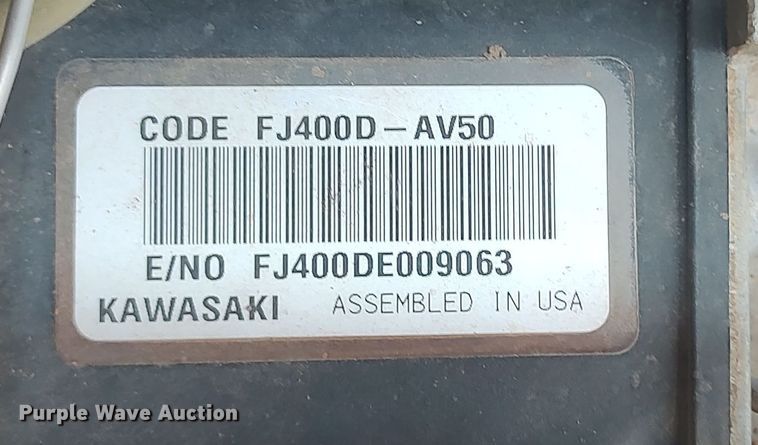 CODE FJ400D-AV50
E/NO FJ400DE009063
KAWASAKI ASSEMBLED IN USA
Purple Wave Auction